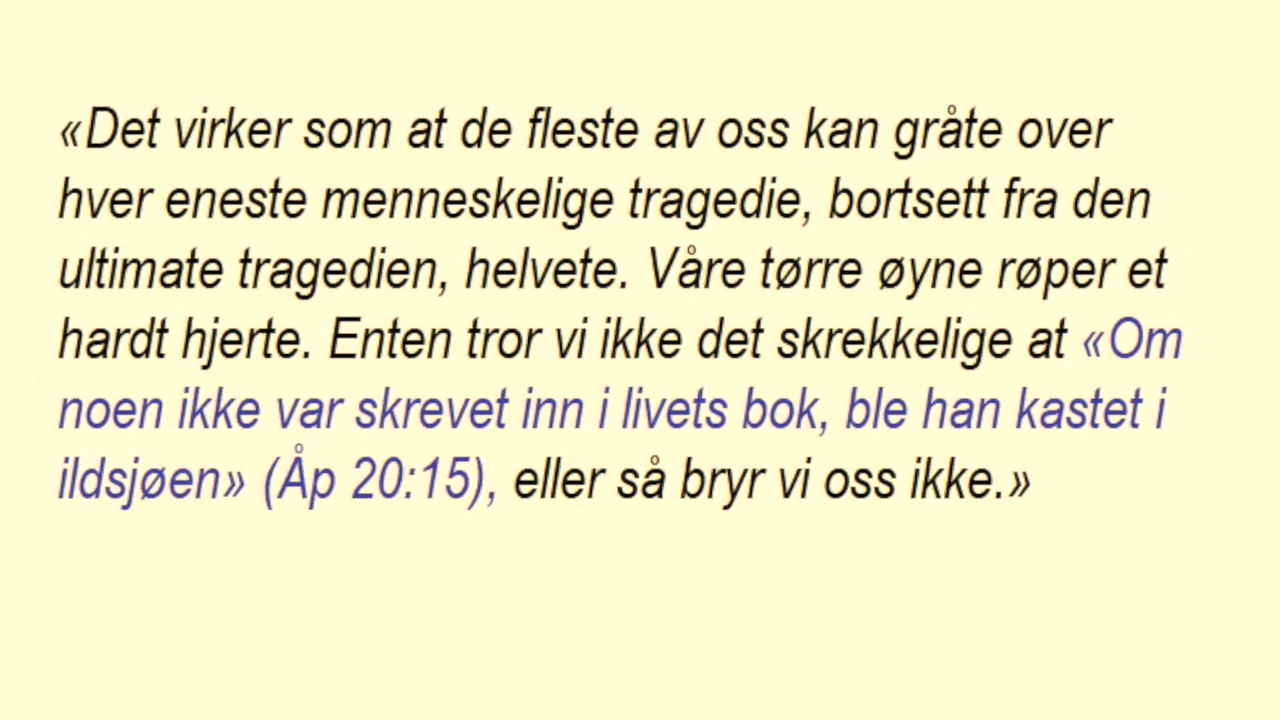 «Det virker som at de fleste av oss kan gråte over
hver eneste menneskelige tragedie, bortsett fra den
ultimate tragedien, helvete. Våre tørre øyne røper et
hardt hjerte. Enten tror vi ikke det skrekkelige at «Om
noen ikke var skrevet inn i livets bok, ble han kastet i
ildsjøen» (Åp 20:15), eller så bryr vi oss ikke.»